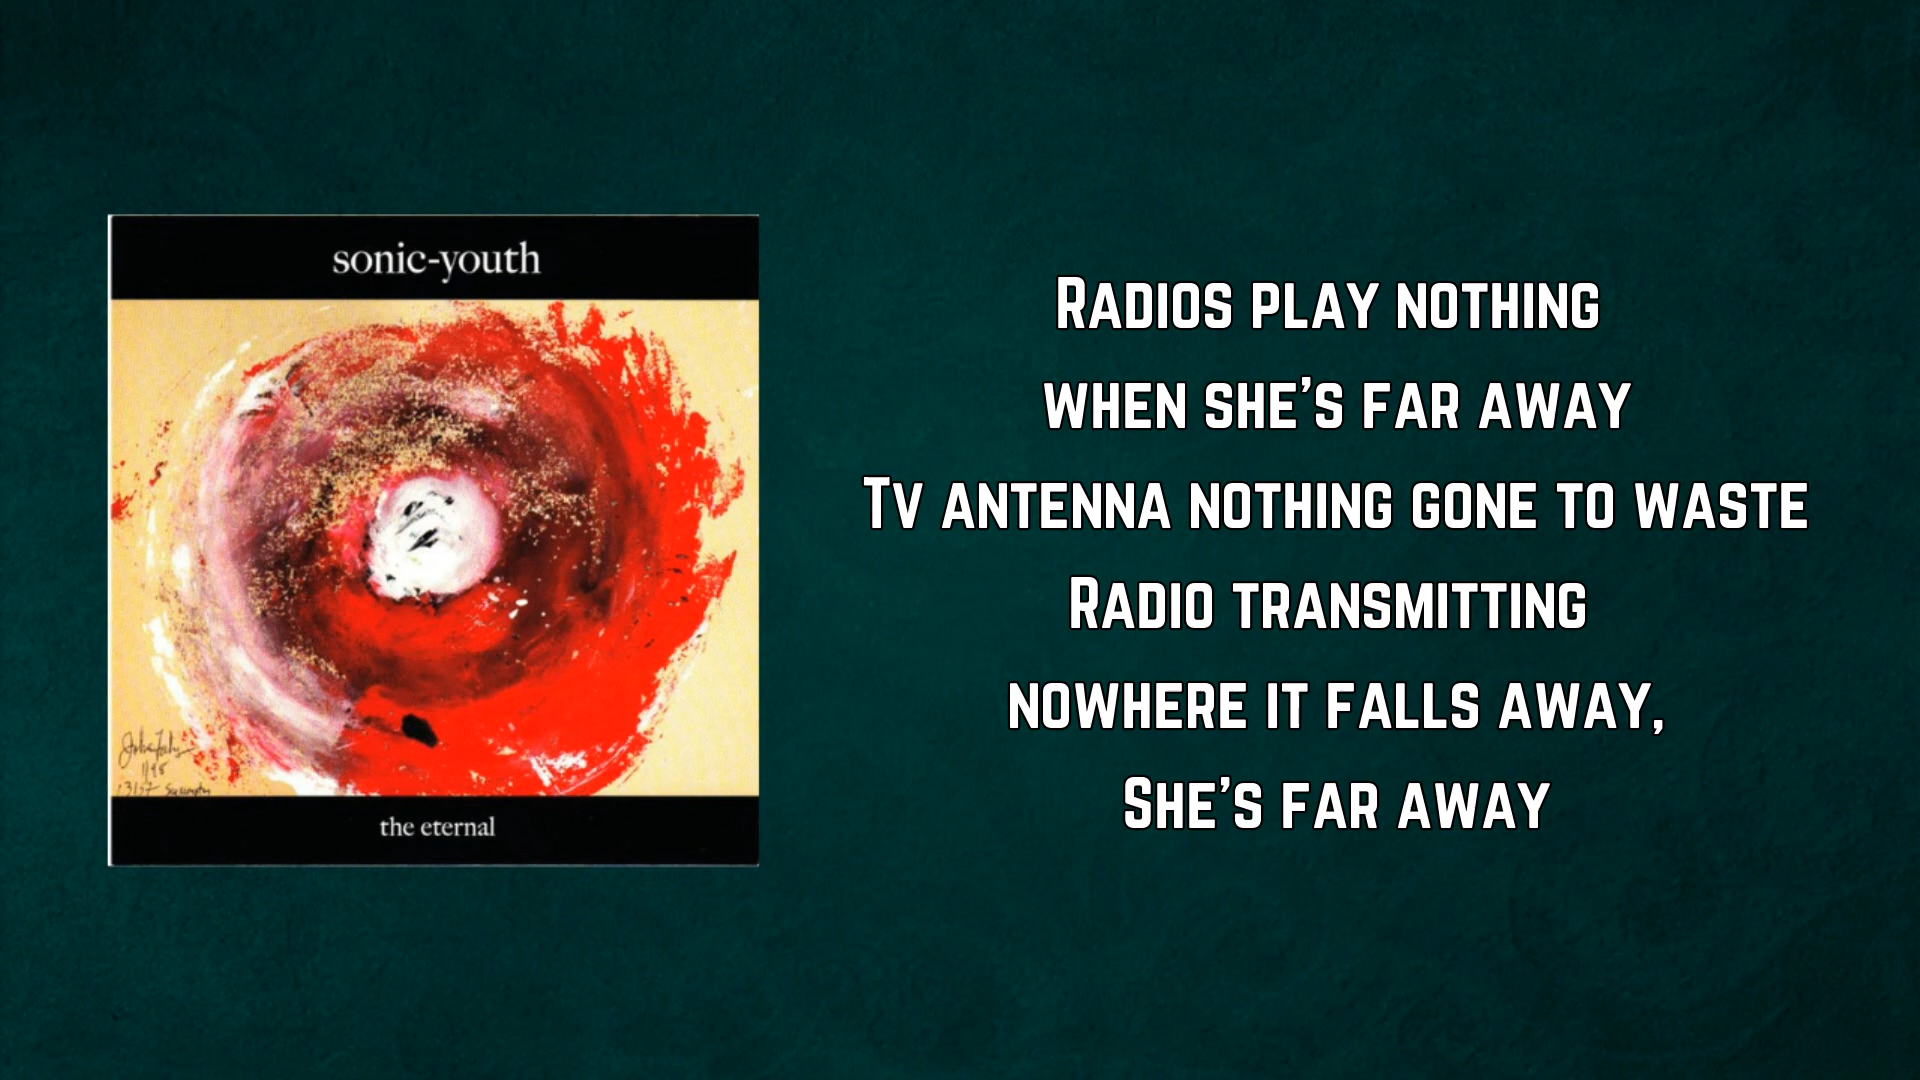 sonic-youth
the eternal
Radios play nothing
when she's far away
Tv antenna nothing gone to waste
Radio transmitting
nowhere it falls away,
She's far away